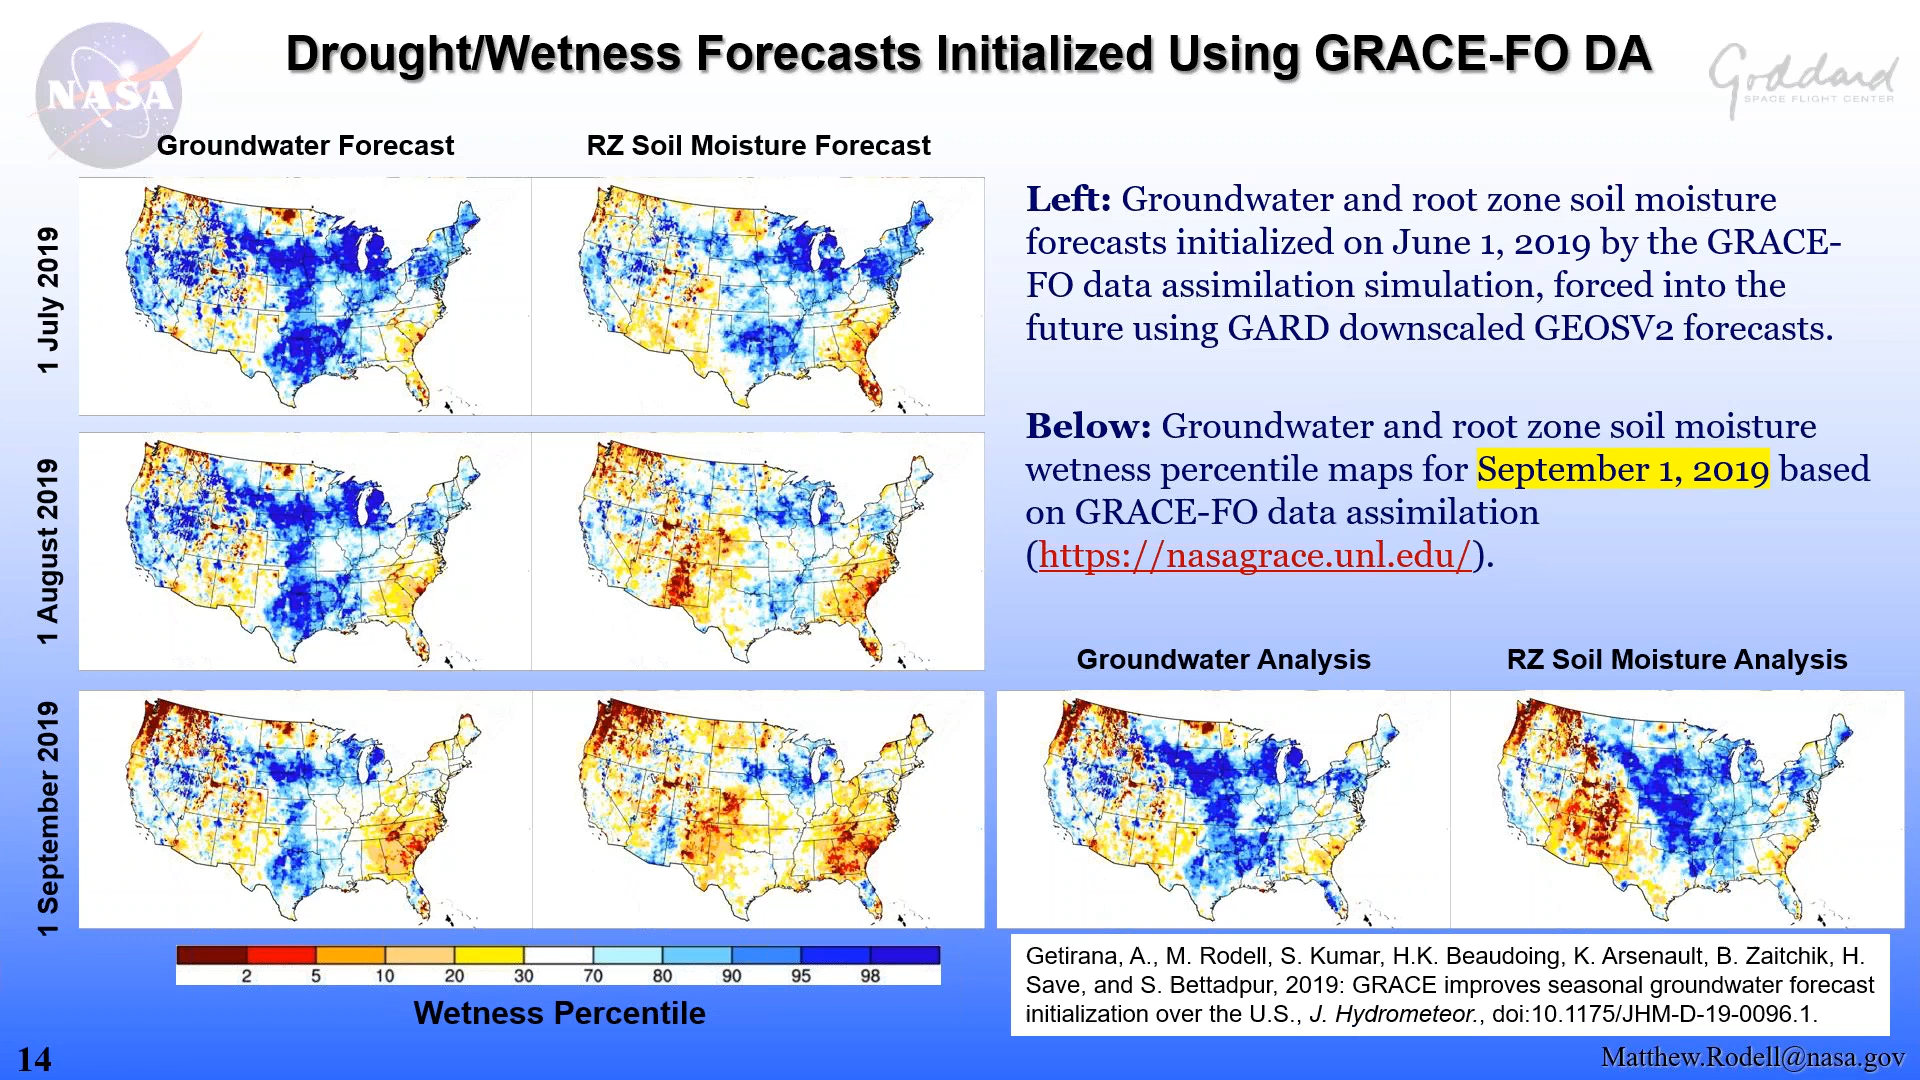 NASA
Drought/Wetness Forecasts Initialized Using GRACE-FO DA
Goddard
SPACE FLIGHT CENTER
Groundwater Forecast
RZ Soil Moisture Forecast
1 July 2019
1 August 2019
1 September 2019
Left: Groundwater and root zone soil moisture
forecasts initialized on June 1, 2019 by the GRACE-
FO data assimilation simulation, forced into the
future using GARD downscaled GEOSV2 forecasts.
Below: Groundwater and root zone soil moisture
wetness percentile maps for September 1, 2019 based
on GRACE-FO data assimilation
(https://nasagrace.unl.edu/).
Groundwater Analysis
RZ Soil Moisture Analysis
2 5 10 20 30 70 80 90 95 98
Wetness Percentile
Getirana, A., M. Rodell, S. Kumar, H.K. Beaudoing, K. Arsenault, B. Zaitchik, H.
Save, and S. Bettadpur, 2019: GRACE improves seasonal groundwater forecast
initialization over the U.S., J. Hydrometeor., doi:10.1175/JHM-D-19-0096.1.
14
Matthew.Rodell@nasa.gov